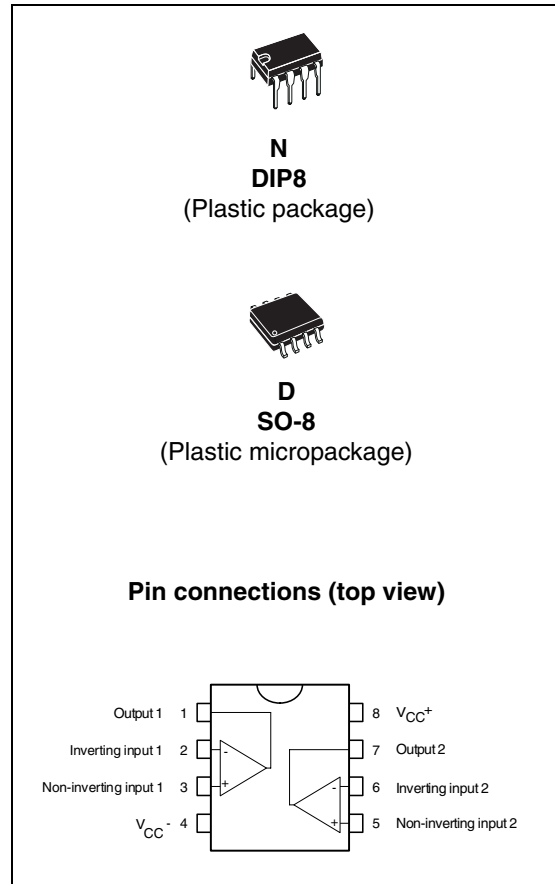 N
DIP8
(Plastic package)
D
SO-8
(Plastic micropackage)
Pin connections (top view)
Output 1 1
Inverting input 1 2
Non-inverting input 1 3
VCC- 4
8 VCC+
7 Output 2
6 Inverting input 2
5 Non-inverting input 2
-
+
-
+